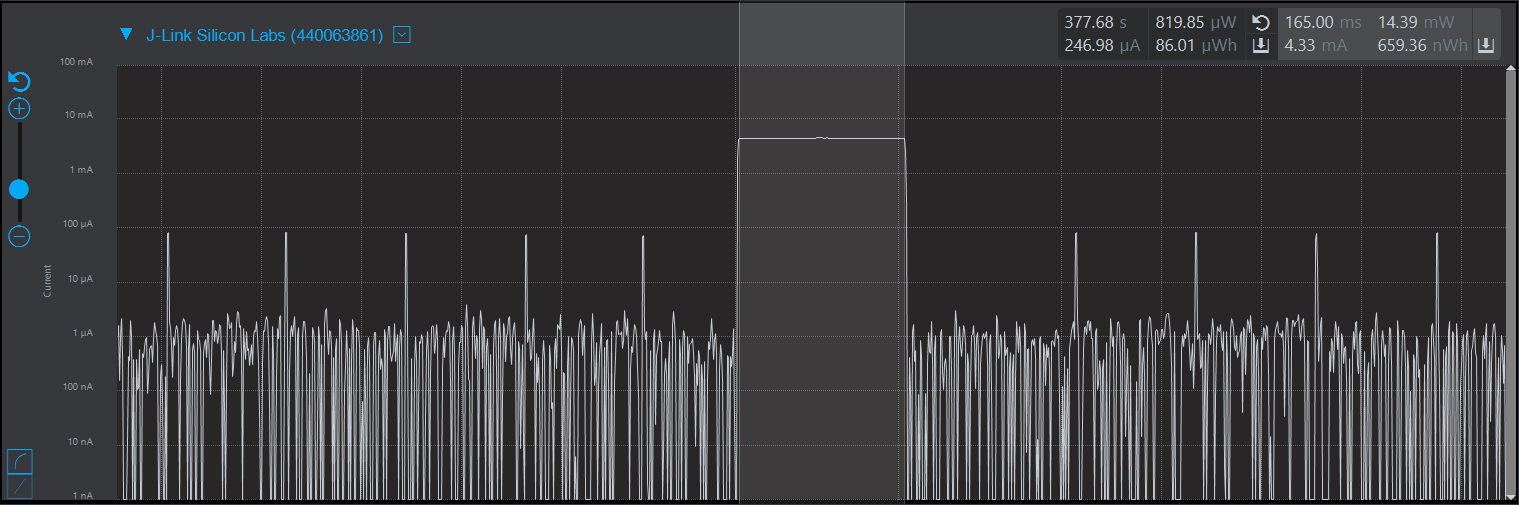 J-Link Silicon Labs (440063861)
377.68 s 819.85 µW 165.00 ms 14.39 mW
246.98 µA 86.01 µWh 4.33 mA 659.36 nWh
100 mA
10 mA
1 mA
100 µA
10 µA
1 µA
100 nA
10 nA
1 nA
Current